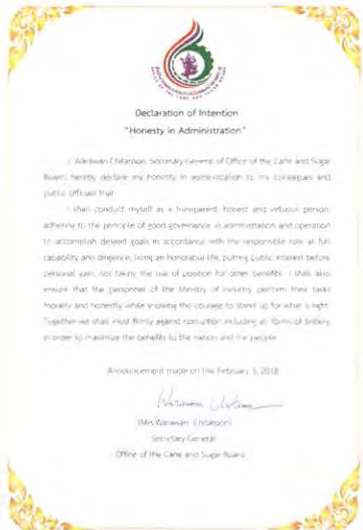 Declaration of Intention
"Honesty in Administration"
I Warawan Chitaroon, Secretary-General of Office of the Cane and Sugar
Board, hereby declare my honesty in administration to my colleagues and
public officials that:
I shall conduct myself as a transparent, honest and virtuous person,
adhering to the principle of good governance in administration and operation
to accomplish desired goals in accordance with the responsible role at full
capability and diligence, living an honorable life, putting public interest before
personal gain, not taking the use of position for other benefits. I shall also
ensure that the personnel of the Ministry of Industry perform their tasks
morally and honestly while showing the courage to stand up for what is right.
Together we shall firmly against corruption including all forms of bribery
in order to maximize the benefits to the nation and the people.
Announcement made on the February 5, 2018
(Mrs Warawan Chitaroon)
Secretary General
Office of the Cane and Sugar Board